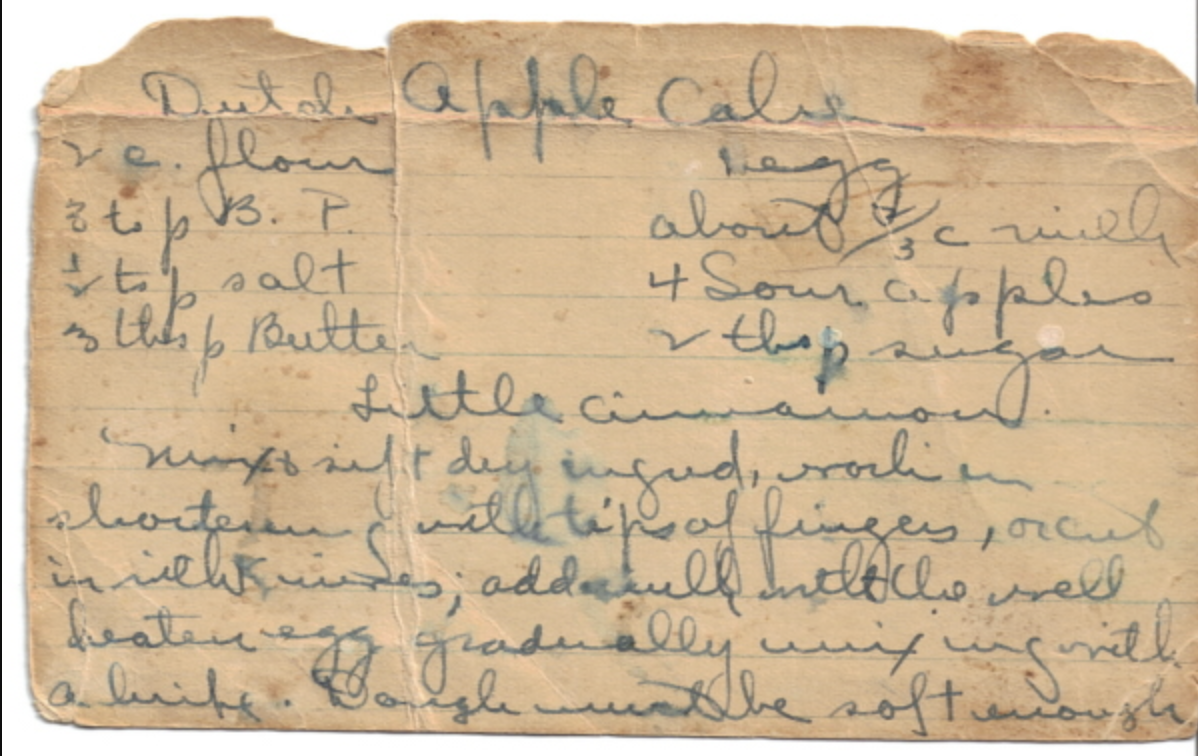 Dutch Apple Cake
2 c. flour
1 egg
3 tsp B. P.
about 2/3 c milk
1/2 tsp salt
4 Sour apples
3 tbsp Butter
2 tbsp sugar
Little cinnamon.
Mix & sift dry ingred, work in
shortening with tips of fingers, or cut
in with knives; add milk with the well
beaten egg gradually mixing with
a knife. Dough must be soft enough